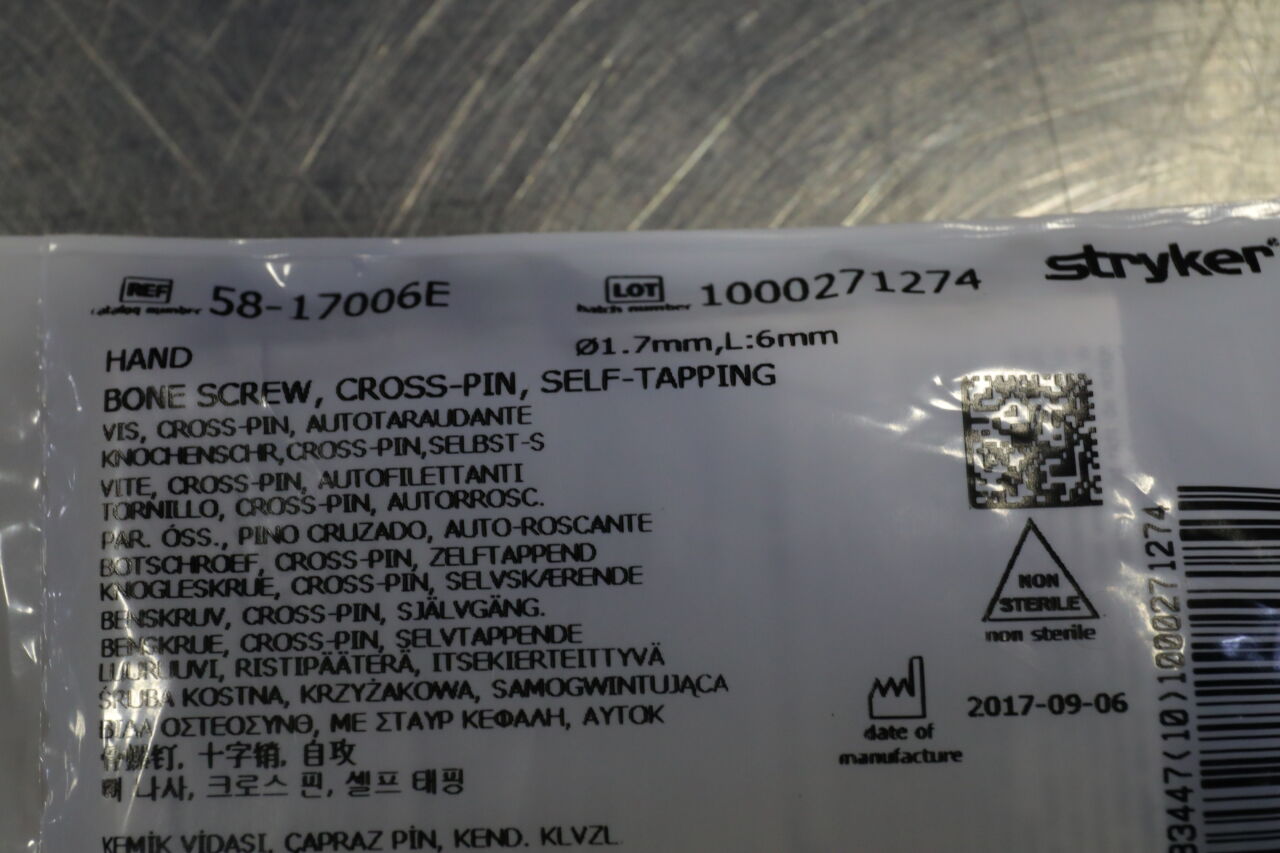 REF 58-17006E LOT 1000271274 stryker®
catalog number batch number
Ø1.7mm,L:6mm
HAND
BONE SCREW, CROSS-PIN, SELF-TAPPING
VIS, CROSS-PIN, AUTOTARAUDANTE
KNOCHENSCHR,CROSS-PIN,SELBST-S
VITE, CROSS-PIN, AUTOFILETTANTI
TORNILLO, CROSS-PIN, AUTORROSC.
PAR. ÓSS., PINO CRUZADO, AUTO-ROSCANTE
BOTSCHROEF, CROSS-PIN, ZELFTAPPEND
KNOGLESKRUE, CROSS-PIN, SELVSKÆRENDE
BENSKRUV, CROSS-PIN, SJÄLVGÄNG.
BENSKRUE, CROSS-PIN, SELVTAPPENDE
LUURUUVI, RISTIPÄÄTERÄ, ITSEKIERTEITTYVÄ
ŚRUBA KOSTNA, KRZYŻAKOWA, SAMOGWINTUJĄCA
ΒΙΔΑ ΟΣΤΕΟΣΥΝΘ, ΜΕ ΣΤΑΥΡ ΚΕΦΑΛΗ, ΑΥΤΟΚ
骨螺钉, 十字销, 自攻
나사, 크로스 핀, 셀프 태핑
KEMİK VİDASI, ÇAPRAZ PİN, KEND. KLVZL
NON
STERILE
non sterile
2017-09-06
date of
manufacture
33447(10)1000271274